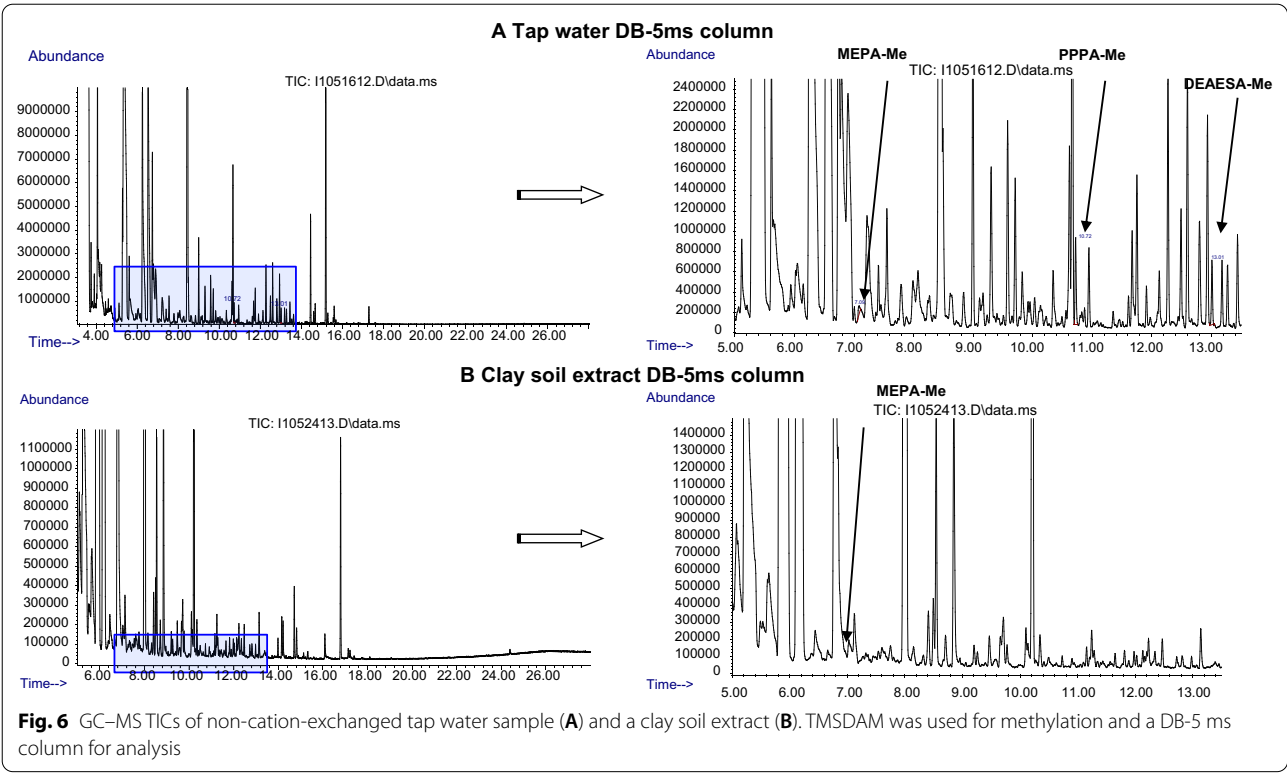 A Tap water DB-5ms column
Abundance
TIC: I1051612.D\data.ms
9000000
8000000
7000000
6000000
5000000
4000000
3000000
2000000
1000000
10.72
4.00 6.00 8.00 10.00 12.00 14.00 16.00 18.00 20.00 22.00 24.00 26.00
Time-->
Abundance
MEPA-Me
PPPA-Me
TIC: I1051612.D\data.ms
DEAESA-Me
2400000
2200000
2000000
1800000
1600000
1400000
1200000
1000000
800000
600000
400000
200000
0
10.72
13.01
5.00 6.00 7.00 8.00 9.00 10.00 11.00 12.00 13.00
Time-->
B Clay soil extract DB-5ms column
Abundance
TIC: I1052413.D\data.ms
1100000
1000000
900000
800000
700000
600000
500000
400000
300000
200000
100000
0
6.00 8.00 10.00 12.00 14.00 16.00 18.00 20.00 22.00 24.00 26.00
Time-->
Abundance
MEPA-Me
TIC: I1052413.D\data.ms
1400000
1300000
1200000
1100000
1000000
900000
800000
700000
600000
500000
400000
300000
200000
100000
0
5.00 6.00 7.00 8.00 9.00 10.00 11.00 12.00 13.00
Time-->
Fig. 6 GC–MS TICs of non-cation-exchanged tap water sample (A) and a clay soil extract (B). TMSDAM was used for methylation and a DB-5 ms
column for analysis